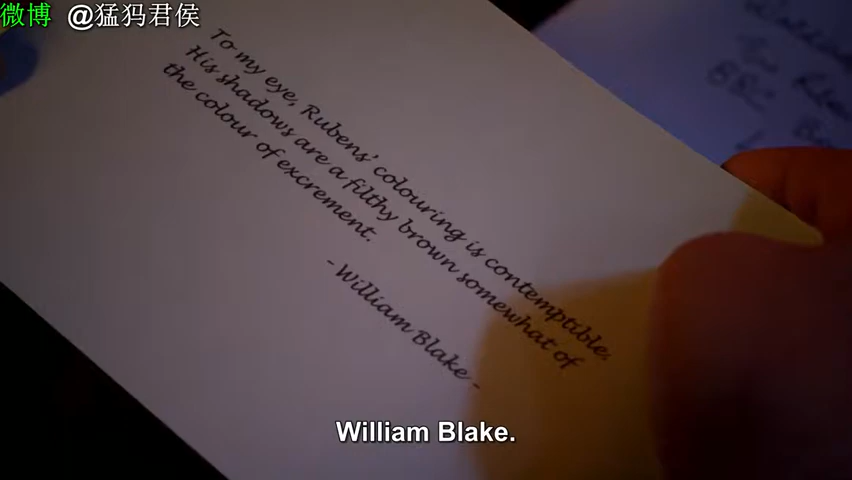 微博 @猛犸君侯
To my eye, Rubens' colouring is contemptible.
His shadows are a filthy brown somewhat of
the colour of excrement.
- William Blake -
William Blake.